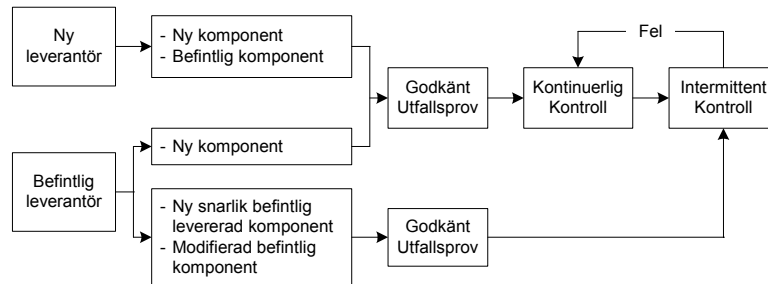 Ny
leverantör
- Ny komponent
- Befintlig komponent
Fel
Godkänt
Utfallsprov
Kontinuerlig
Kontroll
Intermittent
Kontroll
- Ny komponent
Befintlig
leverantör
- Ny snarlik befintlig
levererad komponent
- Modifierad befintlig
komponent
Godkänt
Utfallsprov